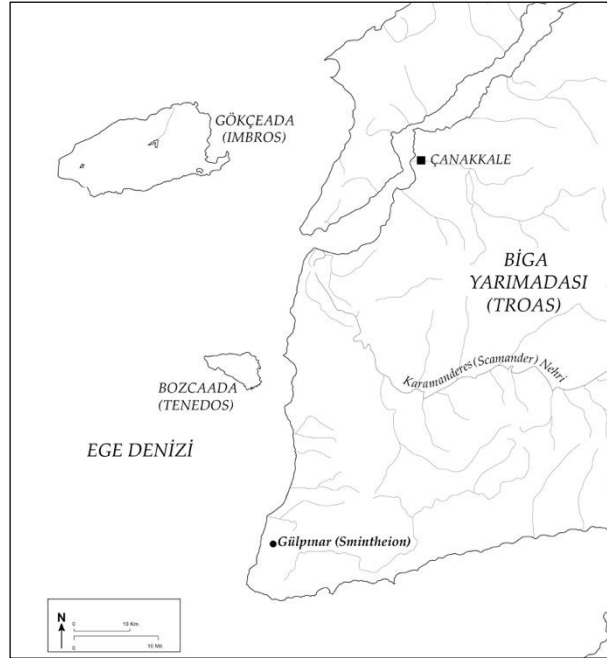 GÖKÇEADA
(IMBROS)
ÇANAKKALE
BİGA
YARIMADASI
(TROAS)
Karamanderes (Scamander) Nehri
BOZCAADA
(TENEDOS)
EGE DENİZİ
Gülpınar (Smintheion)
N
0 10 Km.
0 10 Mil